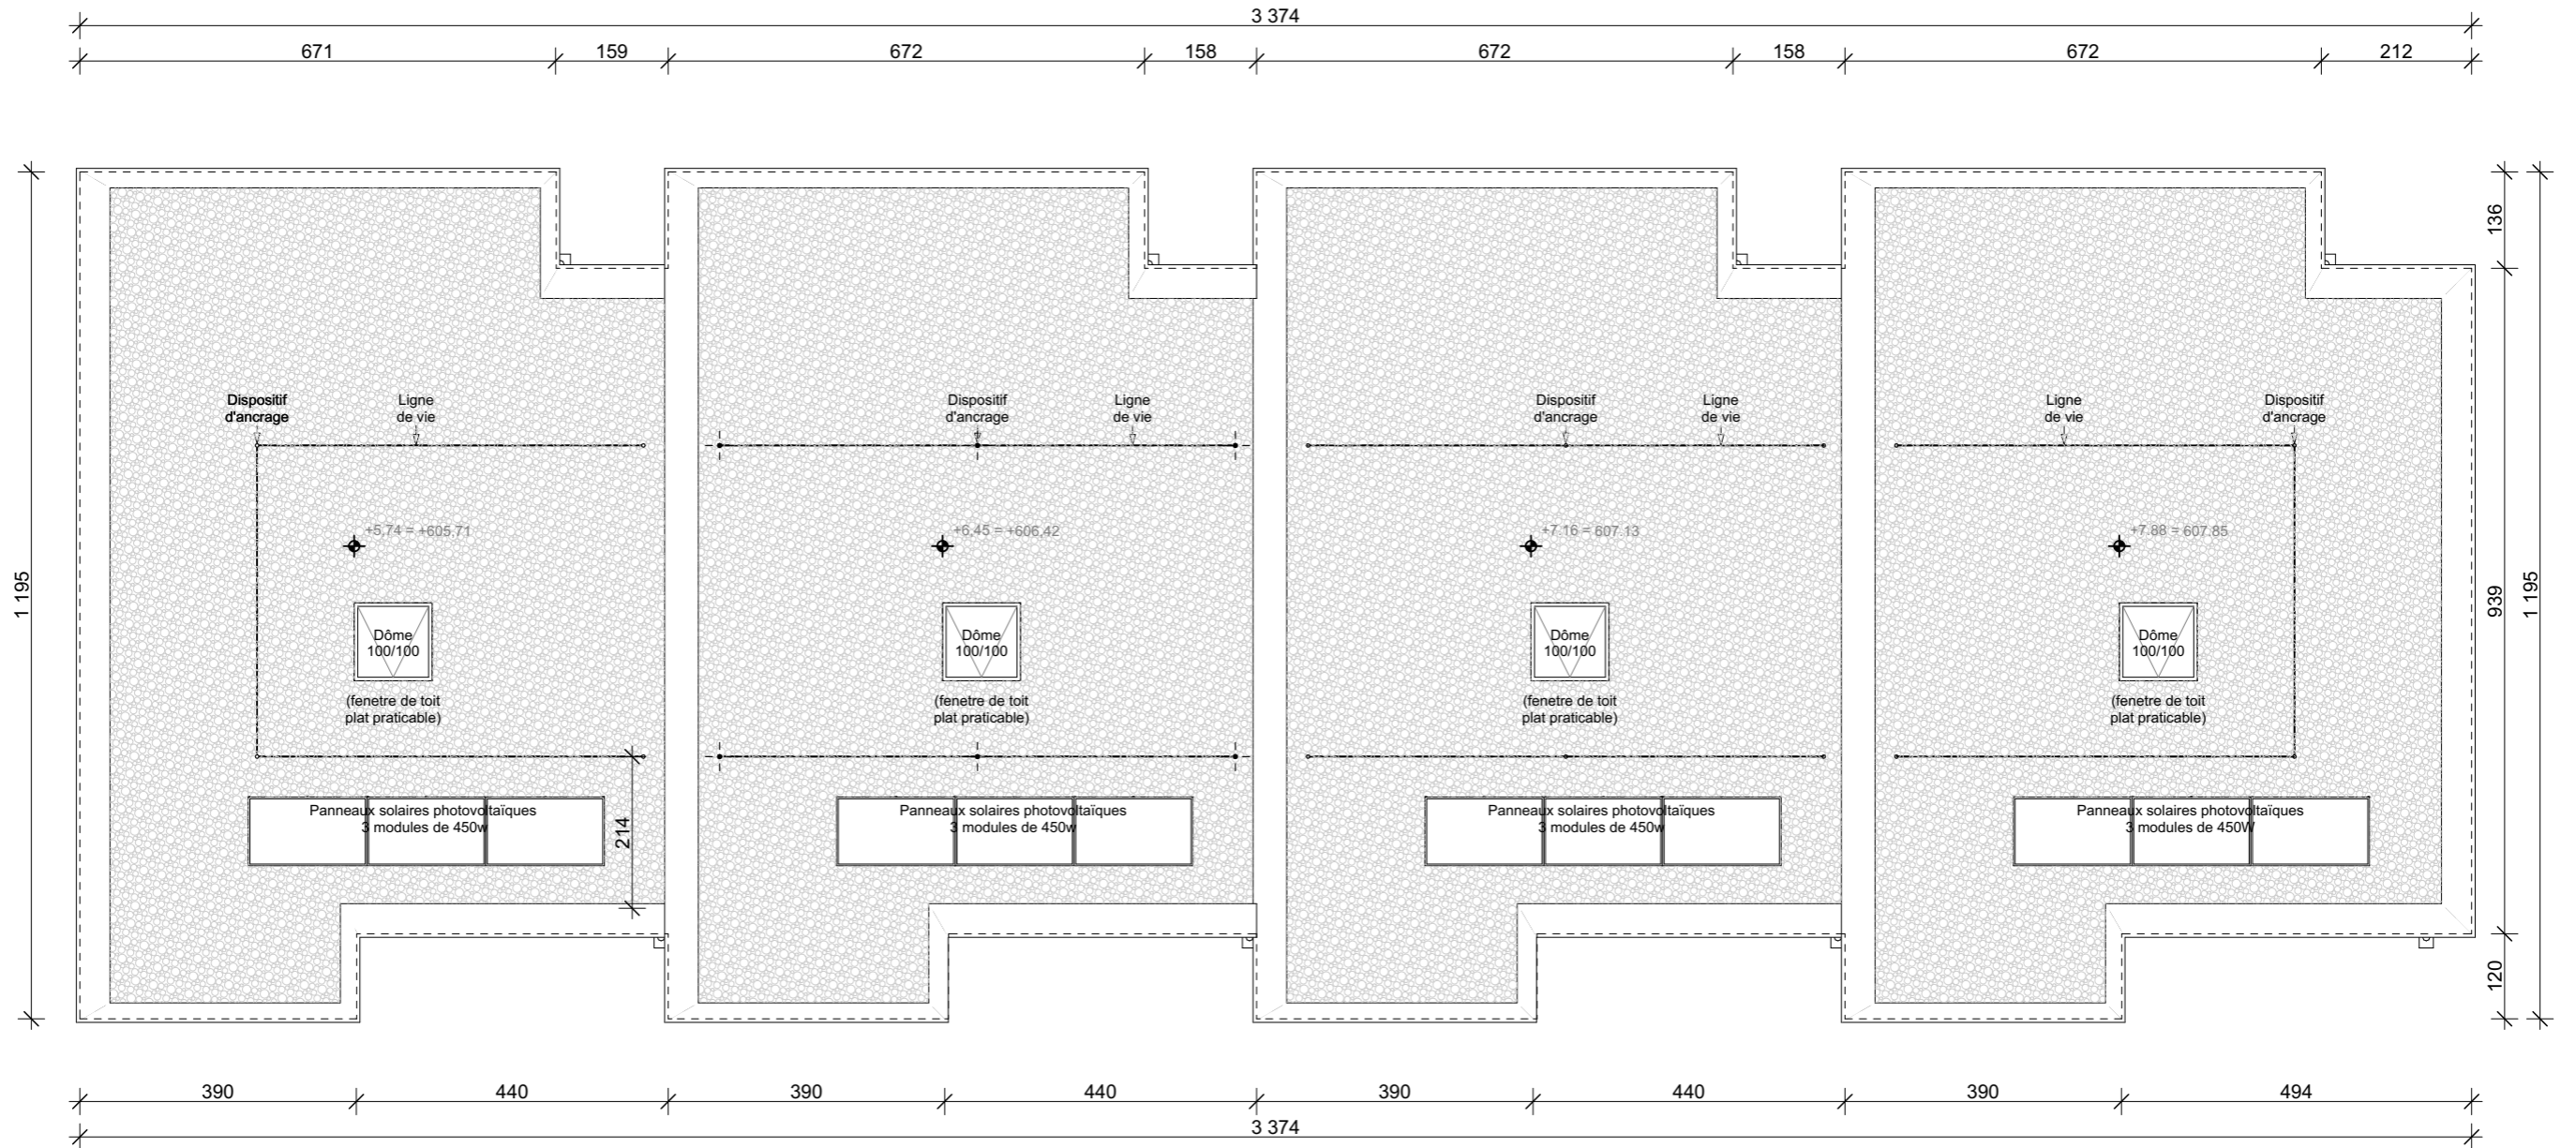 3 374
671
159
672
158
672
158
672
212
136
1 195
939
1 195
120
Dispositif
d'ancrage
Ligne
de vie
Dispositif
d'ancrage
Ligne
de vie
Dispositif
d'ancrage
Ligne
de vie
Ligne
de vie
Dispositif
d'ancrage
+5,74 = +605,71
+6,45 = +606,42
+7.16 = 607.13
+7.88 = 607,85
Dôme
100/100
(fenetre de toit
plat praticable)
Dôme
100/100
(fenetre de toit
plat praticable)
Dôme
100/100
(fenetre de toit
plat praticable)
Dôme
100/100
(fenetre de toit
plat praticable)
Panneaux solaires photovoltaïques
3 modules de 450w
214
Panneaux solaires photovoltaïques
3 modules de 450w
Panneaux solaires photovoltaïques
3 modules de 450w
Panneaux solaires photovoltaïques
3 modules de 450W
390
440
390
440
390
440
390
494
3 374